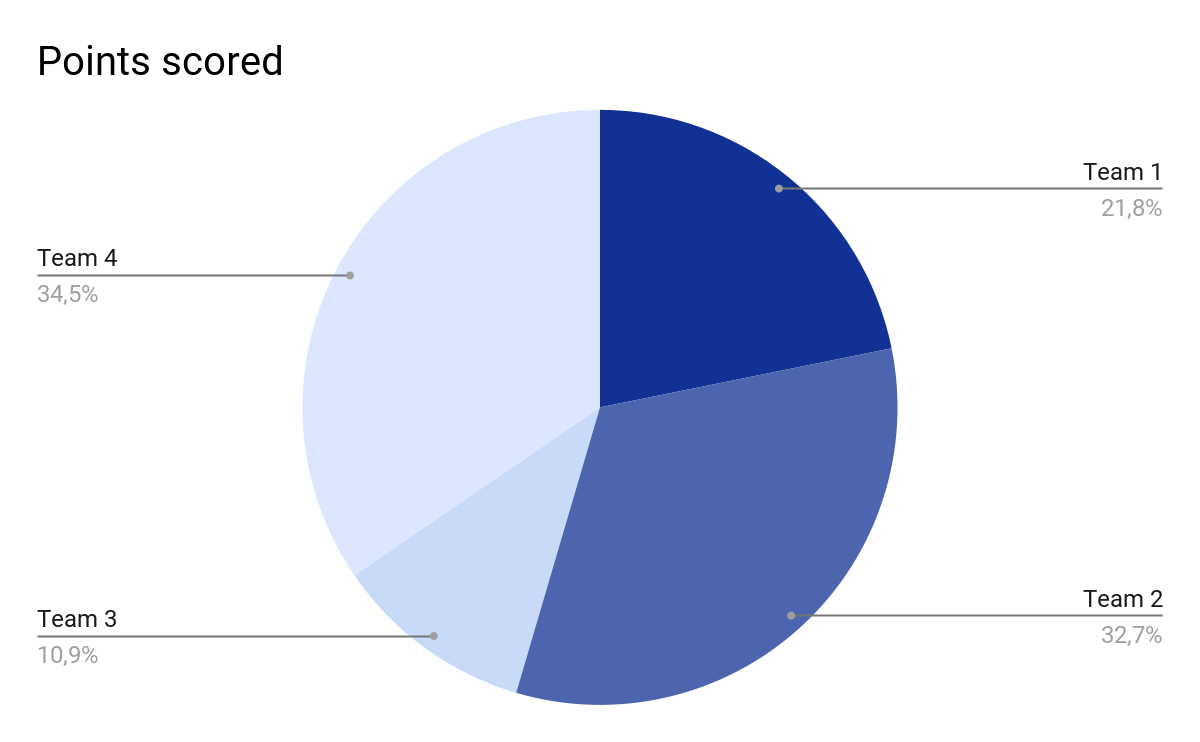 Points scored
Team 1
21,8%
Team 4
34,5%
Team 2
32,7%
Team 3
10,9%